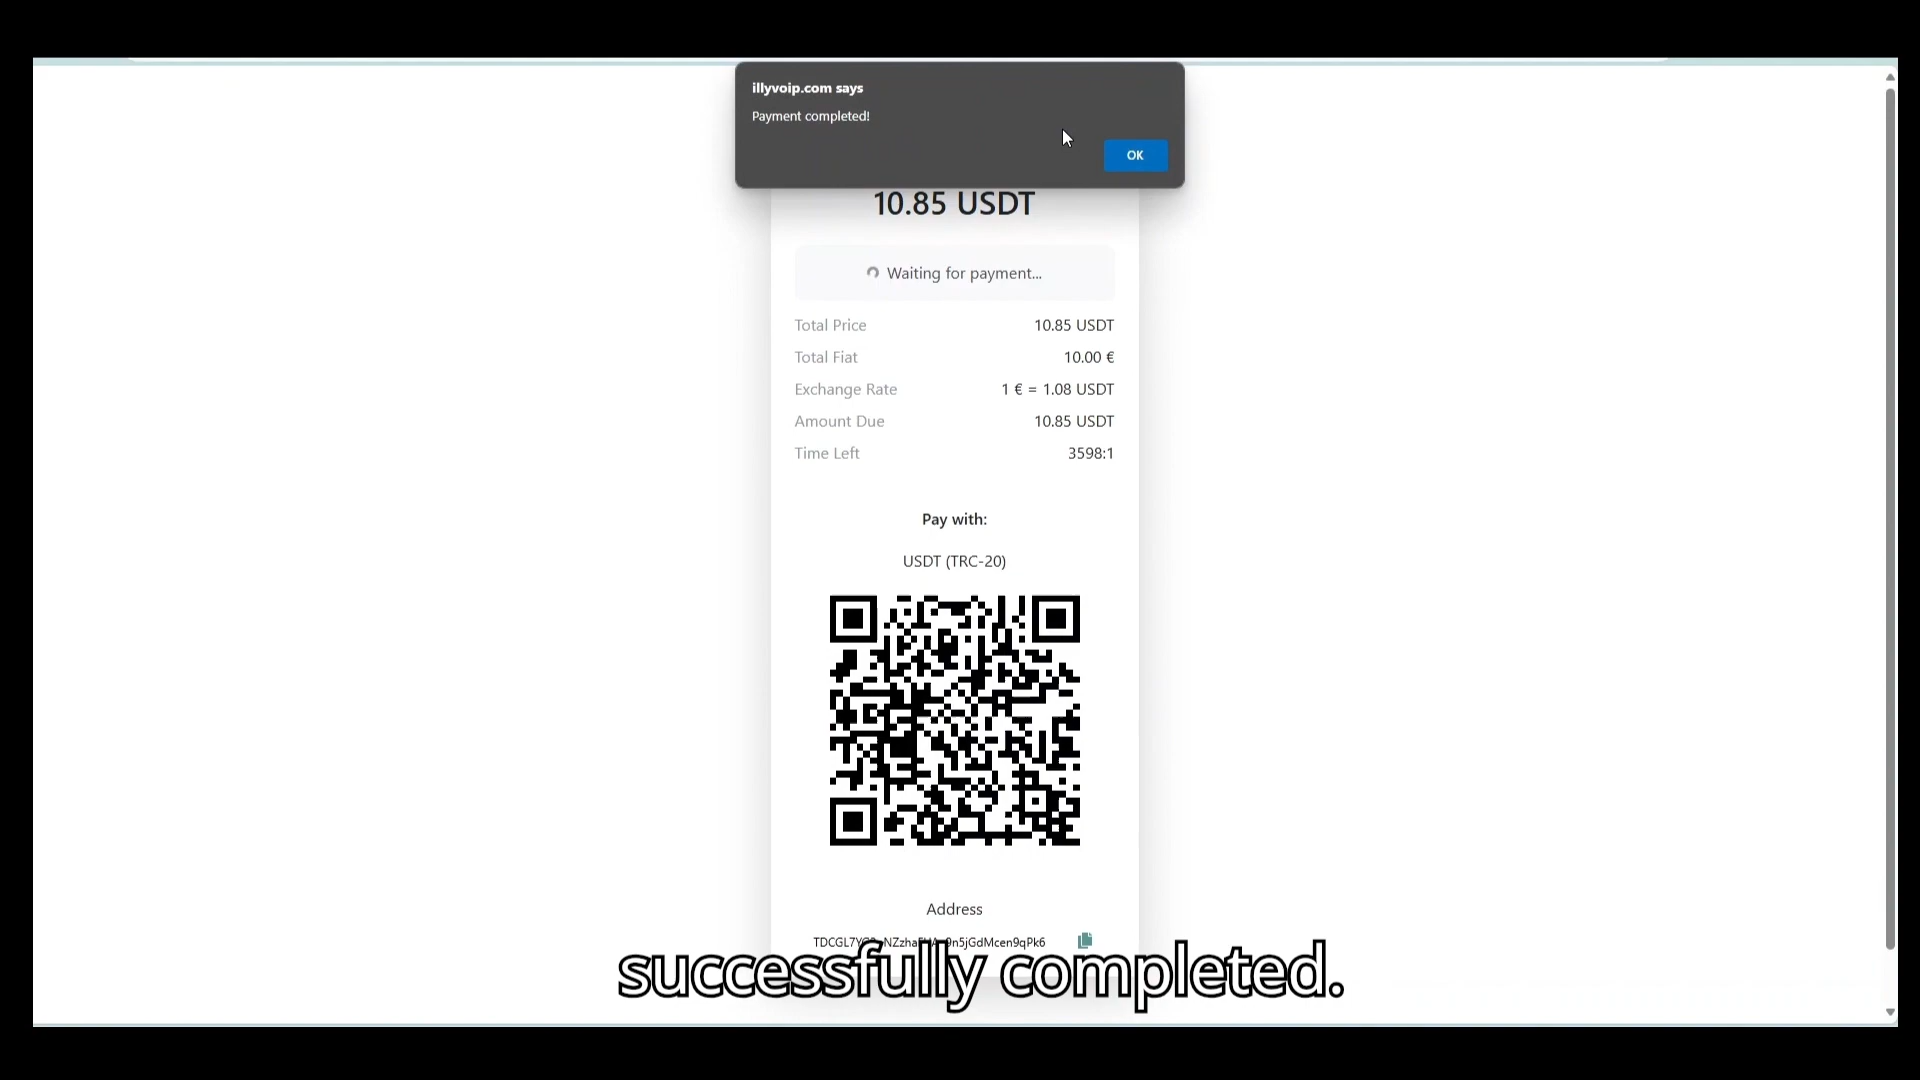 illyvoip.com says
Payment completed!
OK
10.85 USDT
Waiting for payment...
Total Price 10.85 USDT
Total Fiat 10.00 €
Exchange Rate 1 € = 1.08 USDT
Amount Due 10.85 USDT
Time Left 3598:1
Pay with:
USDT (TRC-20)
Address
successfully completed.